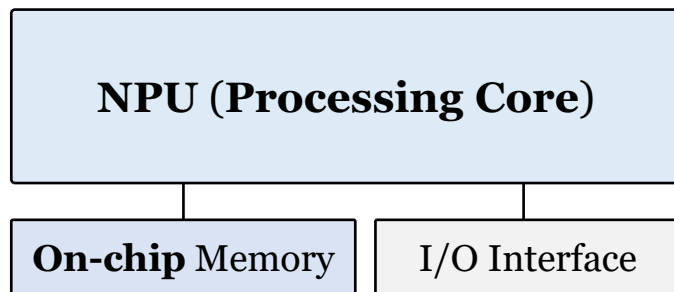 NPU (Processing Core)
On-chip Memory
I/O Interface